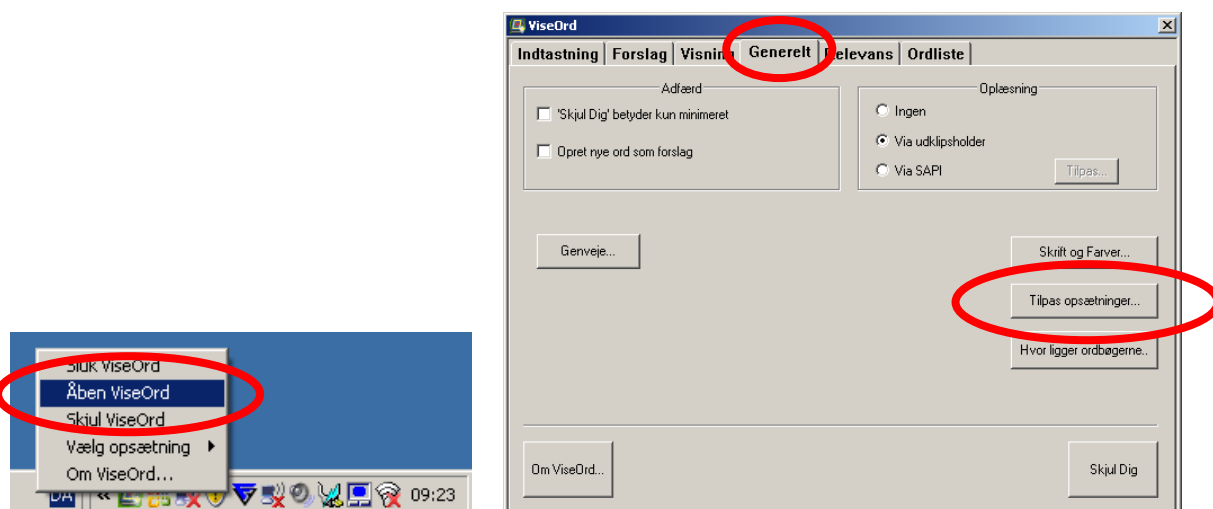 Sluk ViseOrd
Åben ViseOrd
Skjul ViseOrd
Vælg opsætning
Om ViseOrd...
DA « 09:23
ViseOrd
Indtastning Forslag Visning Generelt Relevans Ordliste
Adfærd
'Skjul Dig' betyder kun minimeret
Opret nye ord som forslag
Oplæsning
Ingen
Via udklipsholder
Via SAPI Tilpas...
Genveje...
Skrift og Farver...
Tilpas opsætninger...
Hvor ligger ordbøgerne..
Om ViseOrd...
Skjul Dig